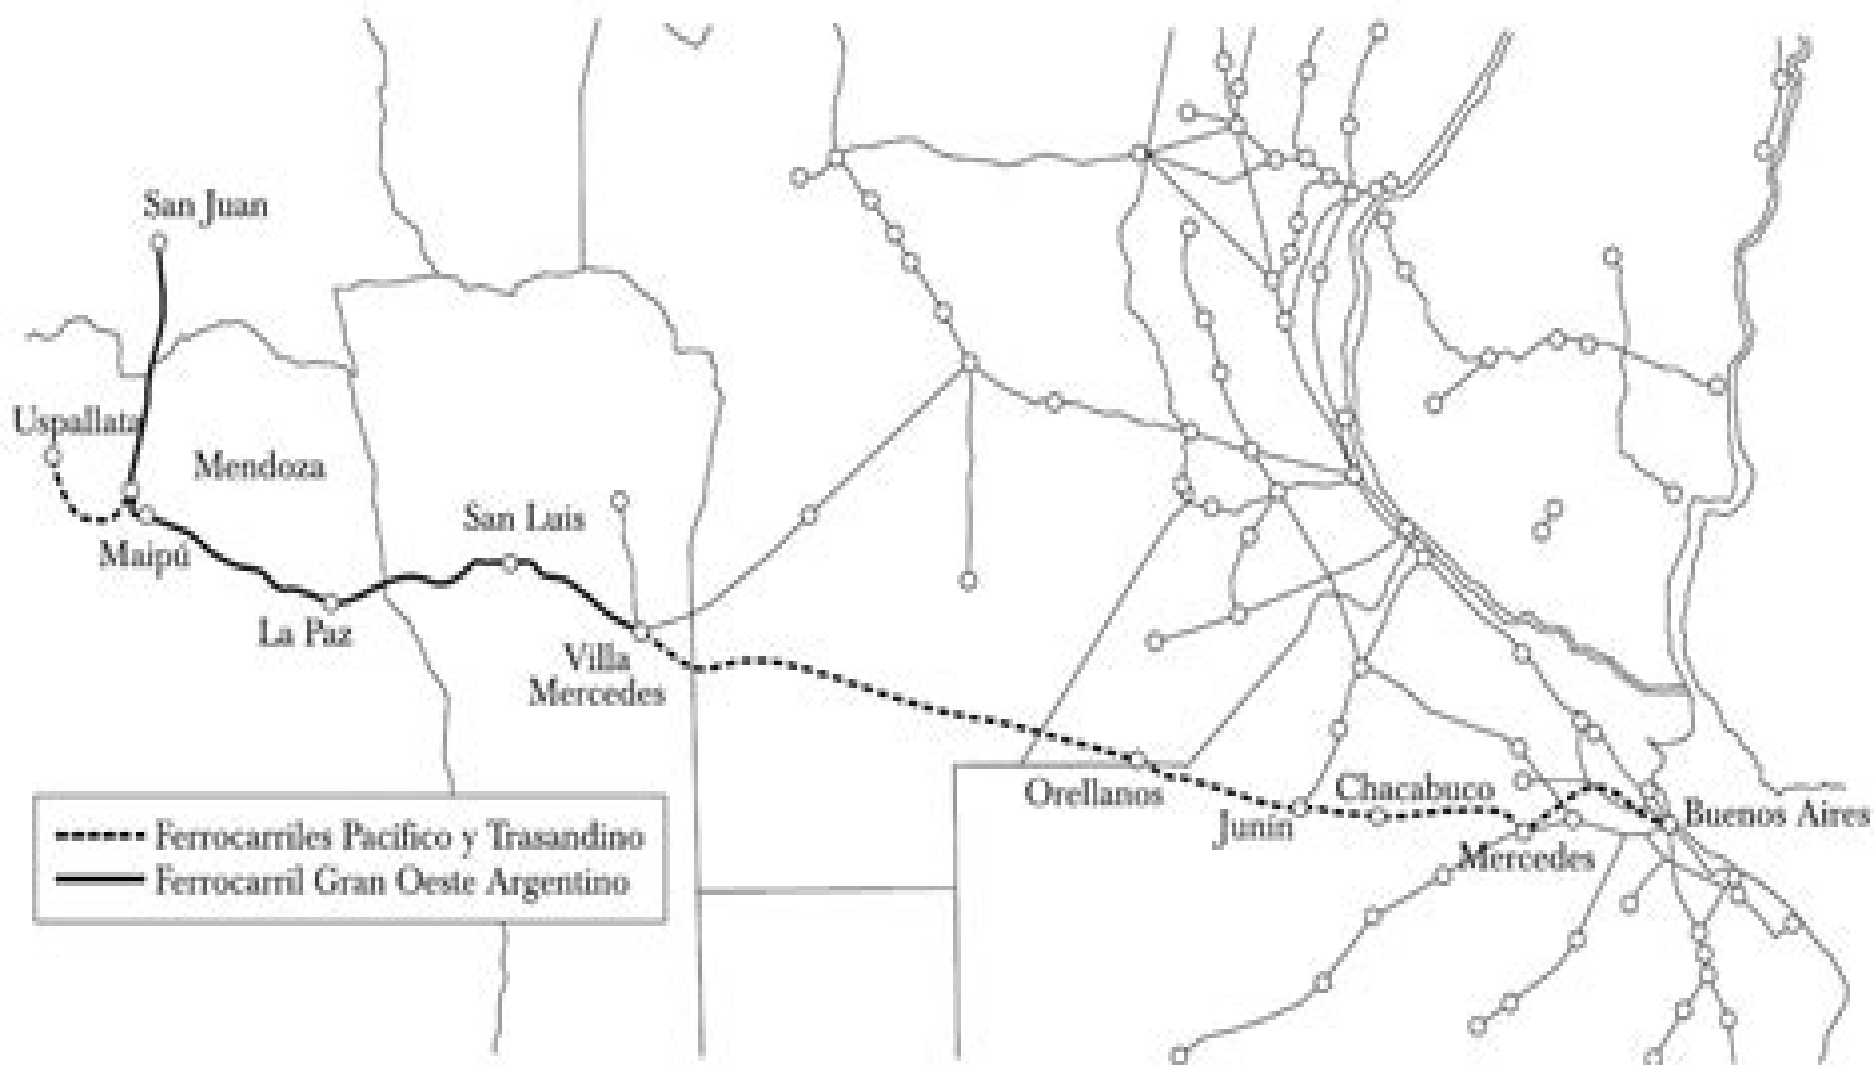 San Juan
Uspallata
Mendoza
San Luis
Maipú
La Paz
Villa
Mercedes
Orellanos
Chacabuco
Buenos Aires
Junín
Mercedes
Ferrocarriles Pacífico y Trasandino
Ferrocarril Gran Oeste Argentino